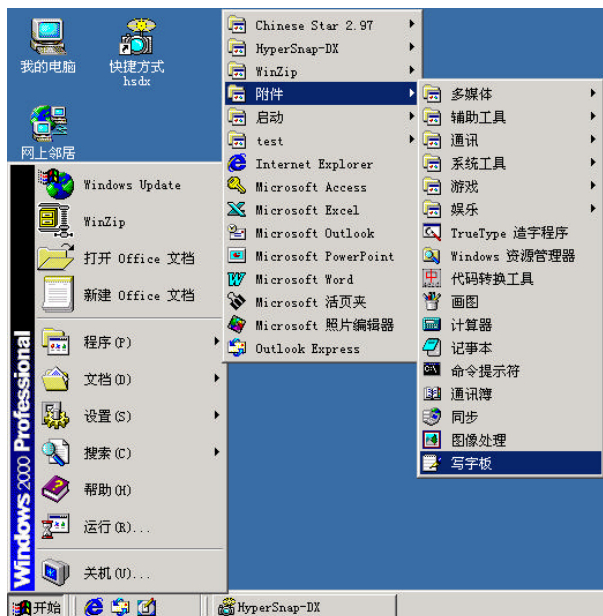 我的电脑
快捷方式
hsdx
网上邻居
Windows Update
WinZip
打开 Office 文档
新建 Office 文档
程序(P)
文档(D)
设置(S)
搜索(C)
帮助(H)
运行(R)...
关机(U)...
Windows 2000 Professional
Chinese Star 2.97
HyperSnap-DX
WinZip
附件
启动
test
Internet Explorer
Microsoft Access
Microsoft Excel
Microsoft Outlook
Microsoft PowerPoint
Microsoft Word
Microsoft 活页夹
Microsoft 照片编辑器
Outlook Express
多媒体
辅助工具
通讯
系统工具
游戏
娱乐
TrueType 造字程序
Windows 资源管理器
代码转换工具
画图
计算器
记事本
命令提示符
通讯簿
同步
图像处理
写字板
开始
HyperSnap-DX